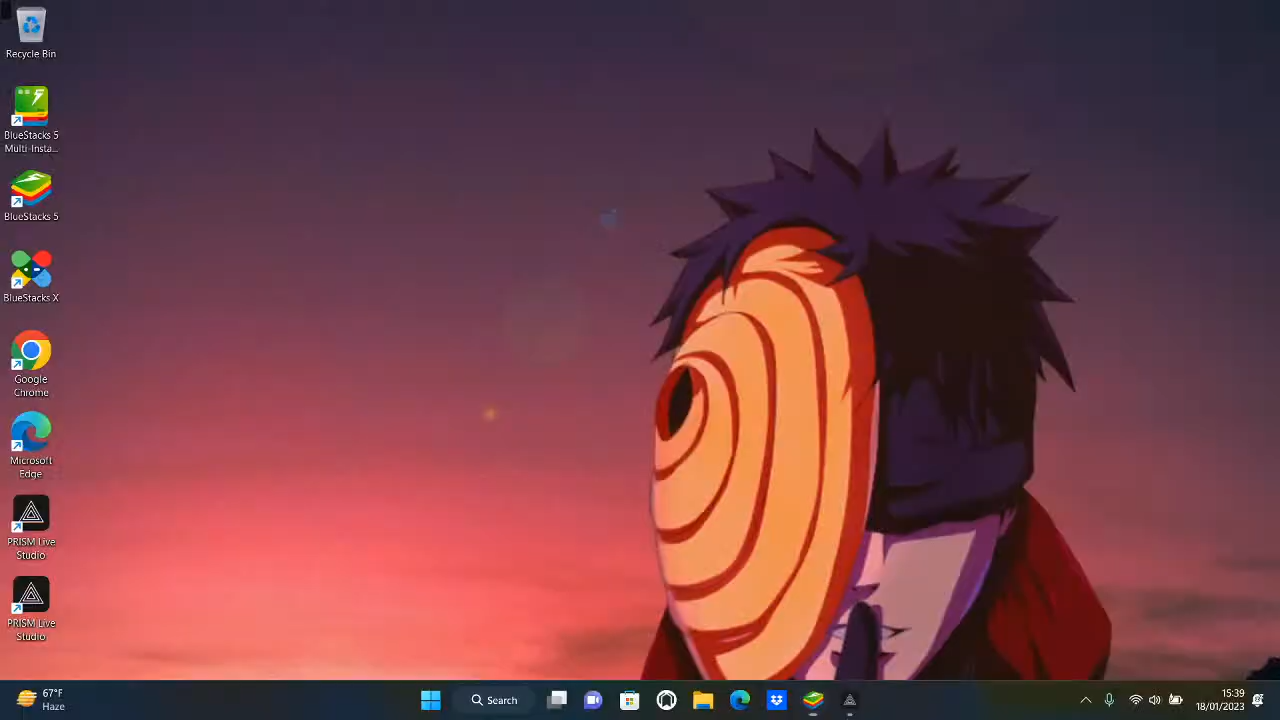 Recycle Bin
BlueStacks 5
Multi-Insta...
BlueStacks 5
BlueStacks X
Google
Chrome
Microsoft
Edge
PRISM Live
Studio
PRISM Live
Studio
67°F
Haze
Search
15:39
18/01/2023